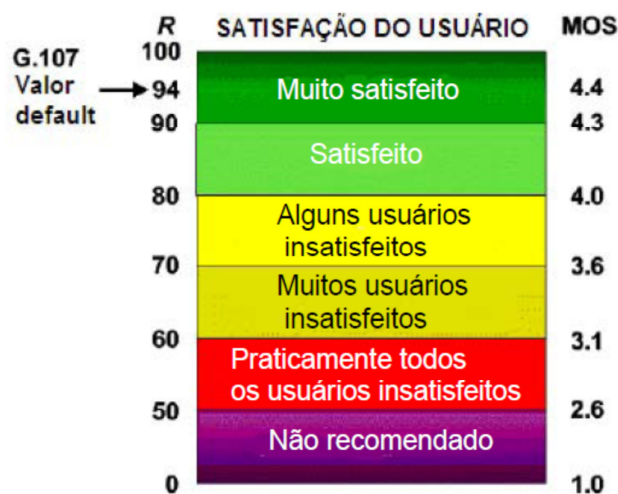 R SATISFAÇÃO DO USUÁRIO MOS
100
G.107
Valor
default
94 Muito satisfeito 4.4
90 4.3
Satisfeito
80 4.0
Alguns usuários
insatisfeitos
70 3.6
Muitos usuários
insatisfeitos
60 3.1
Praticamente todos
os usuários insatisfeitos
50 2.6
Não recomendado
0 1.0